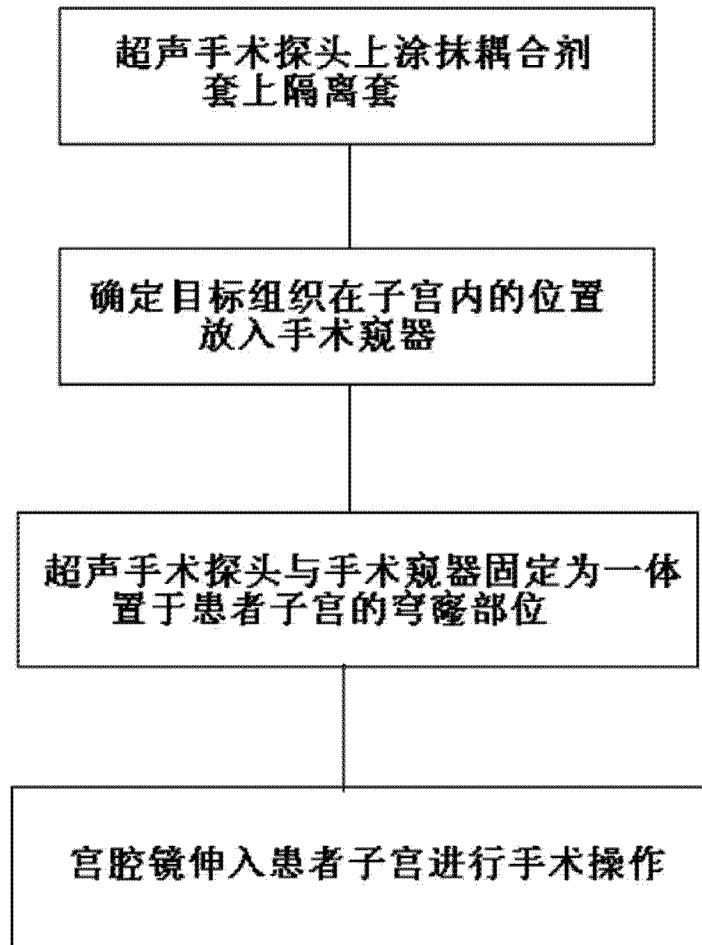 超声手术探头上涂抹耦合剂
套上隔离套
确定目标组织在子宫内的位置
放入手术窥器
超声手术探头与手术窥器固定为一体
置于患者子宫的穹窿部位
宫腔镜伸入患者子宫进行手术操作